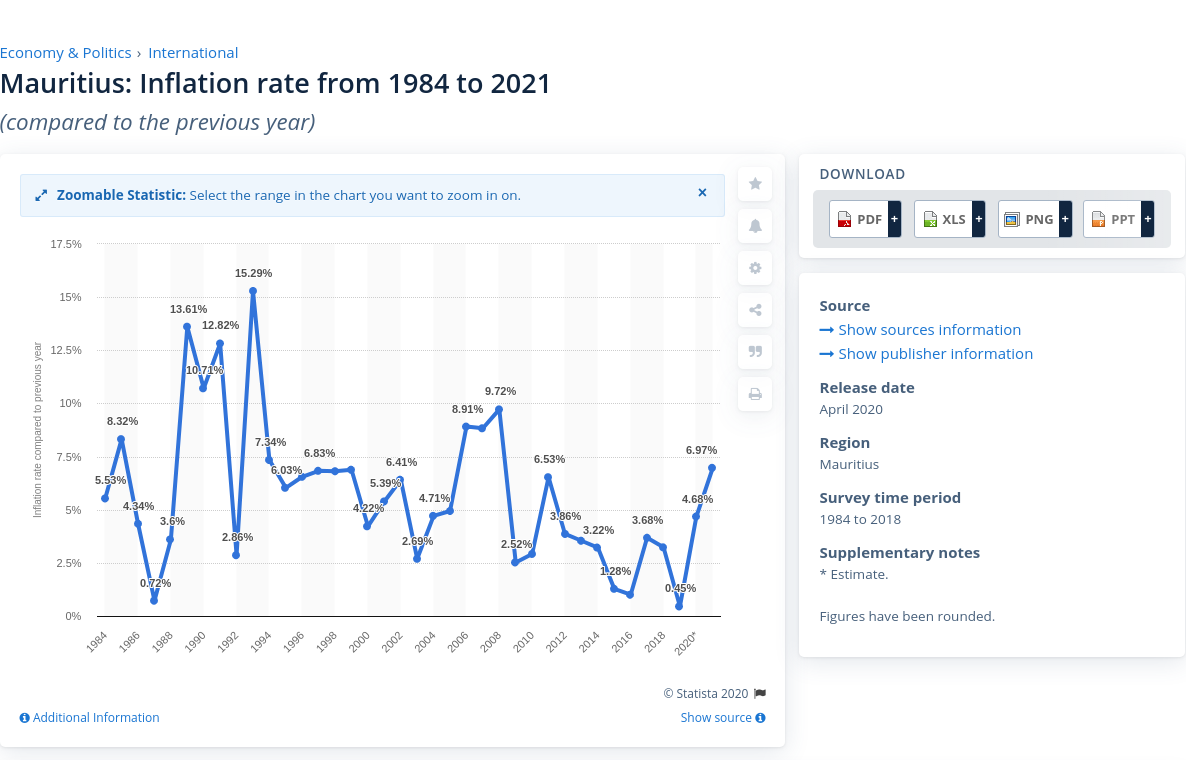 Economy & Politics › International
Mauritius: Inflation rate from 1984 to 2021
(compared to the previous year)
Zoomable Statistic: Select the range in the chart you want to zoom in on.
×
Inflation rate compared to previous year
17.5%
15%
12.5%
10%
7.5%
5%
2.5%
0%
5.53%
8.32%
4.34%
0.72%
3.6%
13.61%
10.71%
12.82%
2.86%
15.29%
7.34%
6.03%
6.83%
4.22%
5.39%
6.41%
2.69%
4.71%
8.91%
9.72%
2.52%
6.53%
3.86%
3.22%
1.28%
3.68%
0.45%
4.68%
6.97%
1984
1986
1988
1990
1992
1994
1996
1998
2000
2002
2004
2006
2008
2010
2012
2014
2016
2018
2020*
© Statista 2020
Additional Information
Show source
DOWNLOAD
PDF +
XLS +
PNG +
PPT +
Source
Show sources information
Show publisher information
Release date
April 2020
Region
Mauritius
Survey time period
1984 to 2018
Supplementary notes
* Estimate.
Figures have been rounded.